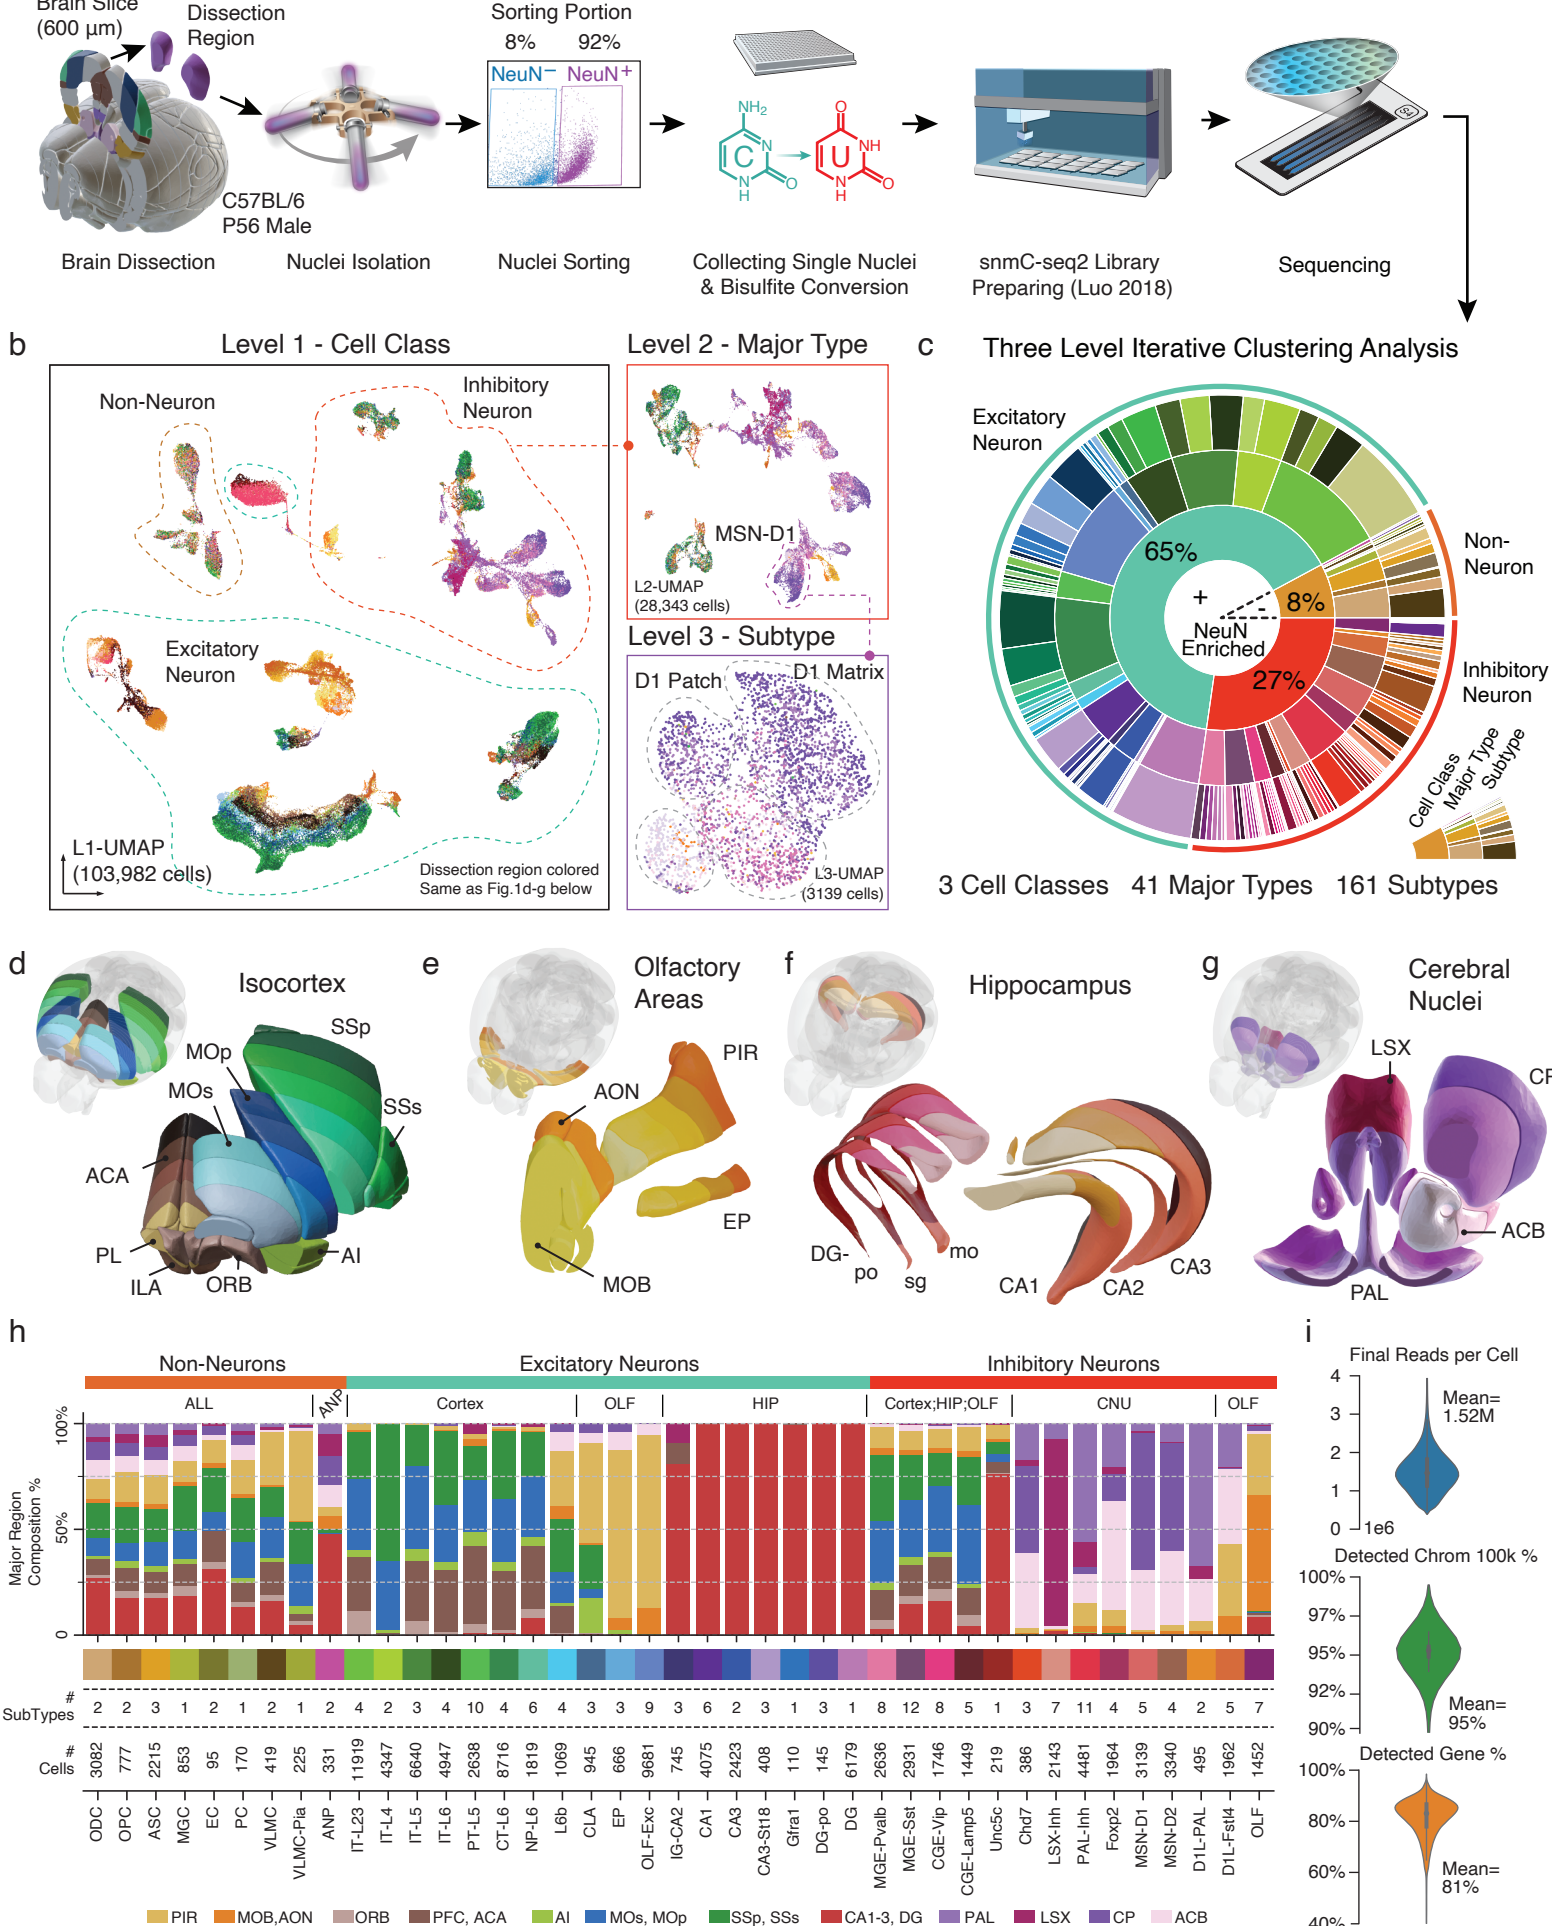 Brain Slice
(600 µm)
Dissection
Region
C57BL/6
P56 Male
Sorting Portion
8% 92%
NeuN− NeuN+
NH2
C
N
N
H
O
O
U
NH
N
H
O
S4
Brain Dissection
Nuclei Isolation
Nuclei Sorting
Collecting Single Nuclei
& Bisulfite Conversion
snmC-seq2 Library
Preparing (Luo 2018)
Sequencing
b
Level 1 - Cell Class
Non-Neuron
Inhibitory
Neuron
Excitatory
Neuron
L1-UMAP
(103,982 cells)
Dissection region colored
Same as Fig.1d-g below
Level 2 - Major Type
MSN-D1
L2-UMAP
(28,343 cells)
Level 3 - Subtype
D1 Patch
D1 Matrix
L3-UMAP
(3139 cells)
c
Three Level Iterative Clustering Analysis
Excitatory
Neuron
Non-
Neuron
Inhibitory
Neuron
65%
8%
27%
+
-
NeuN
Enriched
Cell Class
Major Type
Subtype
3 Cell Classes 41 Major Types 161 Subtypes
d
Isocortex
SSp
MOp
MOs
SSs
ACA
PL
ILA
ORB
AI
e
Olfactory
Areas
PIR
AON
EP
MOB
f
Hippocampus
DG-
po
sg
mo
CA1
CA2
CA3
g
Cerebral
Nuclei
LSX
CP
ACB
PAL
h
Non-Neurons Excitatory Neurons Inhibitory Neurons
ALL ANP Cortex OLF HIP Cortex;HIP;OLF CNU OLF
Major Region
Composition %
100%
50%
0
# SubTypes
2 2 3 1 2 1 2 1 2 4 2 3 4 10 4 6 4 3 3 9 3 6 2 3 1 3 1 8 12 8 5 1 3 7 11 4 5 4 2 5 7
# Cells
3082 777 2215 853 95 170 419 225 331 11919 4347 6640 4947 2638 8716 1819 1069 945 666 9681 745 4075 2423 408 110 145 6179 2636 2931 1746 1449 219 386 2143 4481 1964 3139 3340 495 1962 1452
ODC OPC ASC MGC EC PC VLMC VLMC-Pia ANP IT-L23 IT-L4 IT-L5 IT-L6 PT-L5 CT-L6 NP-L6 L6b CLA EP OLF-Exc IG-CA2 CA1 CA3 CA3-St18 Gfra1 DG-po DG MGE-Pvalb MGE-Sst CGE-Vip CGE-Lamp5 Unc5c Chd7 LSX-Inh PAL-Inh Foxp2 MSN-D1 MSN-D2 D1L-PAL D1L-Fstl4 OLF
PIR MOB,AON ORB PFC, ACA AI MOs, MOp SSp, SSs CA1-3, DG PAL LSX CP ACB
i
Final Reads per Cell
4
3
2
1
0
1e6
Mean=
1.52M
Detected Chrom 100k %
100%
97%
95%
92%
90%
Mean=
95%
Detected Gene %
100%
80%
60%
40%
Mean=
81%